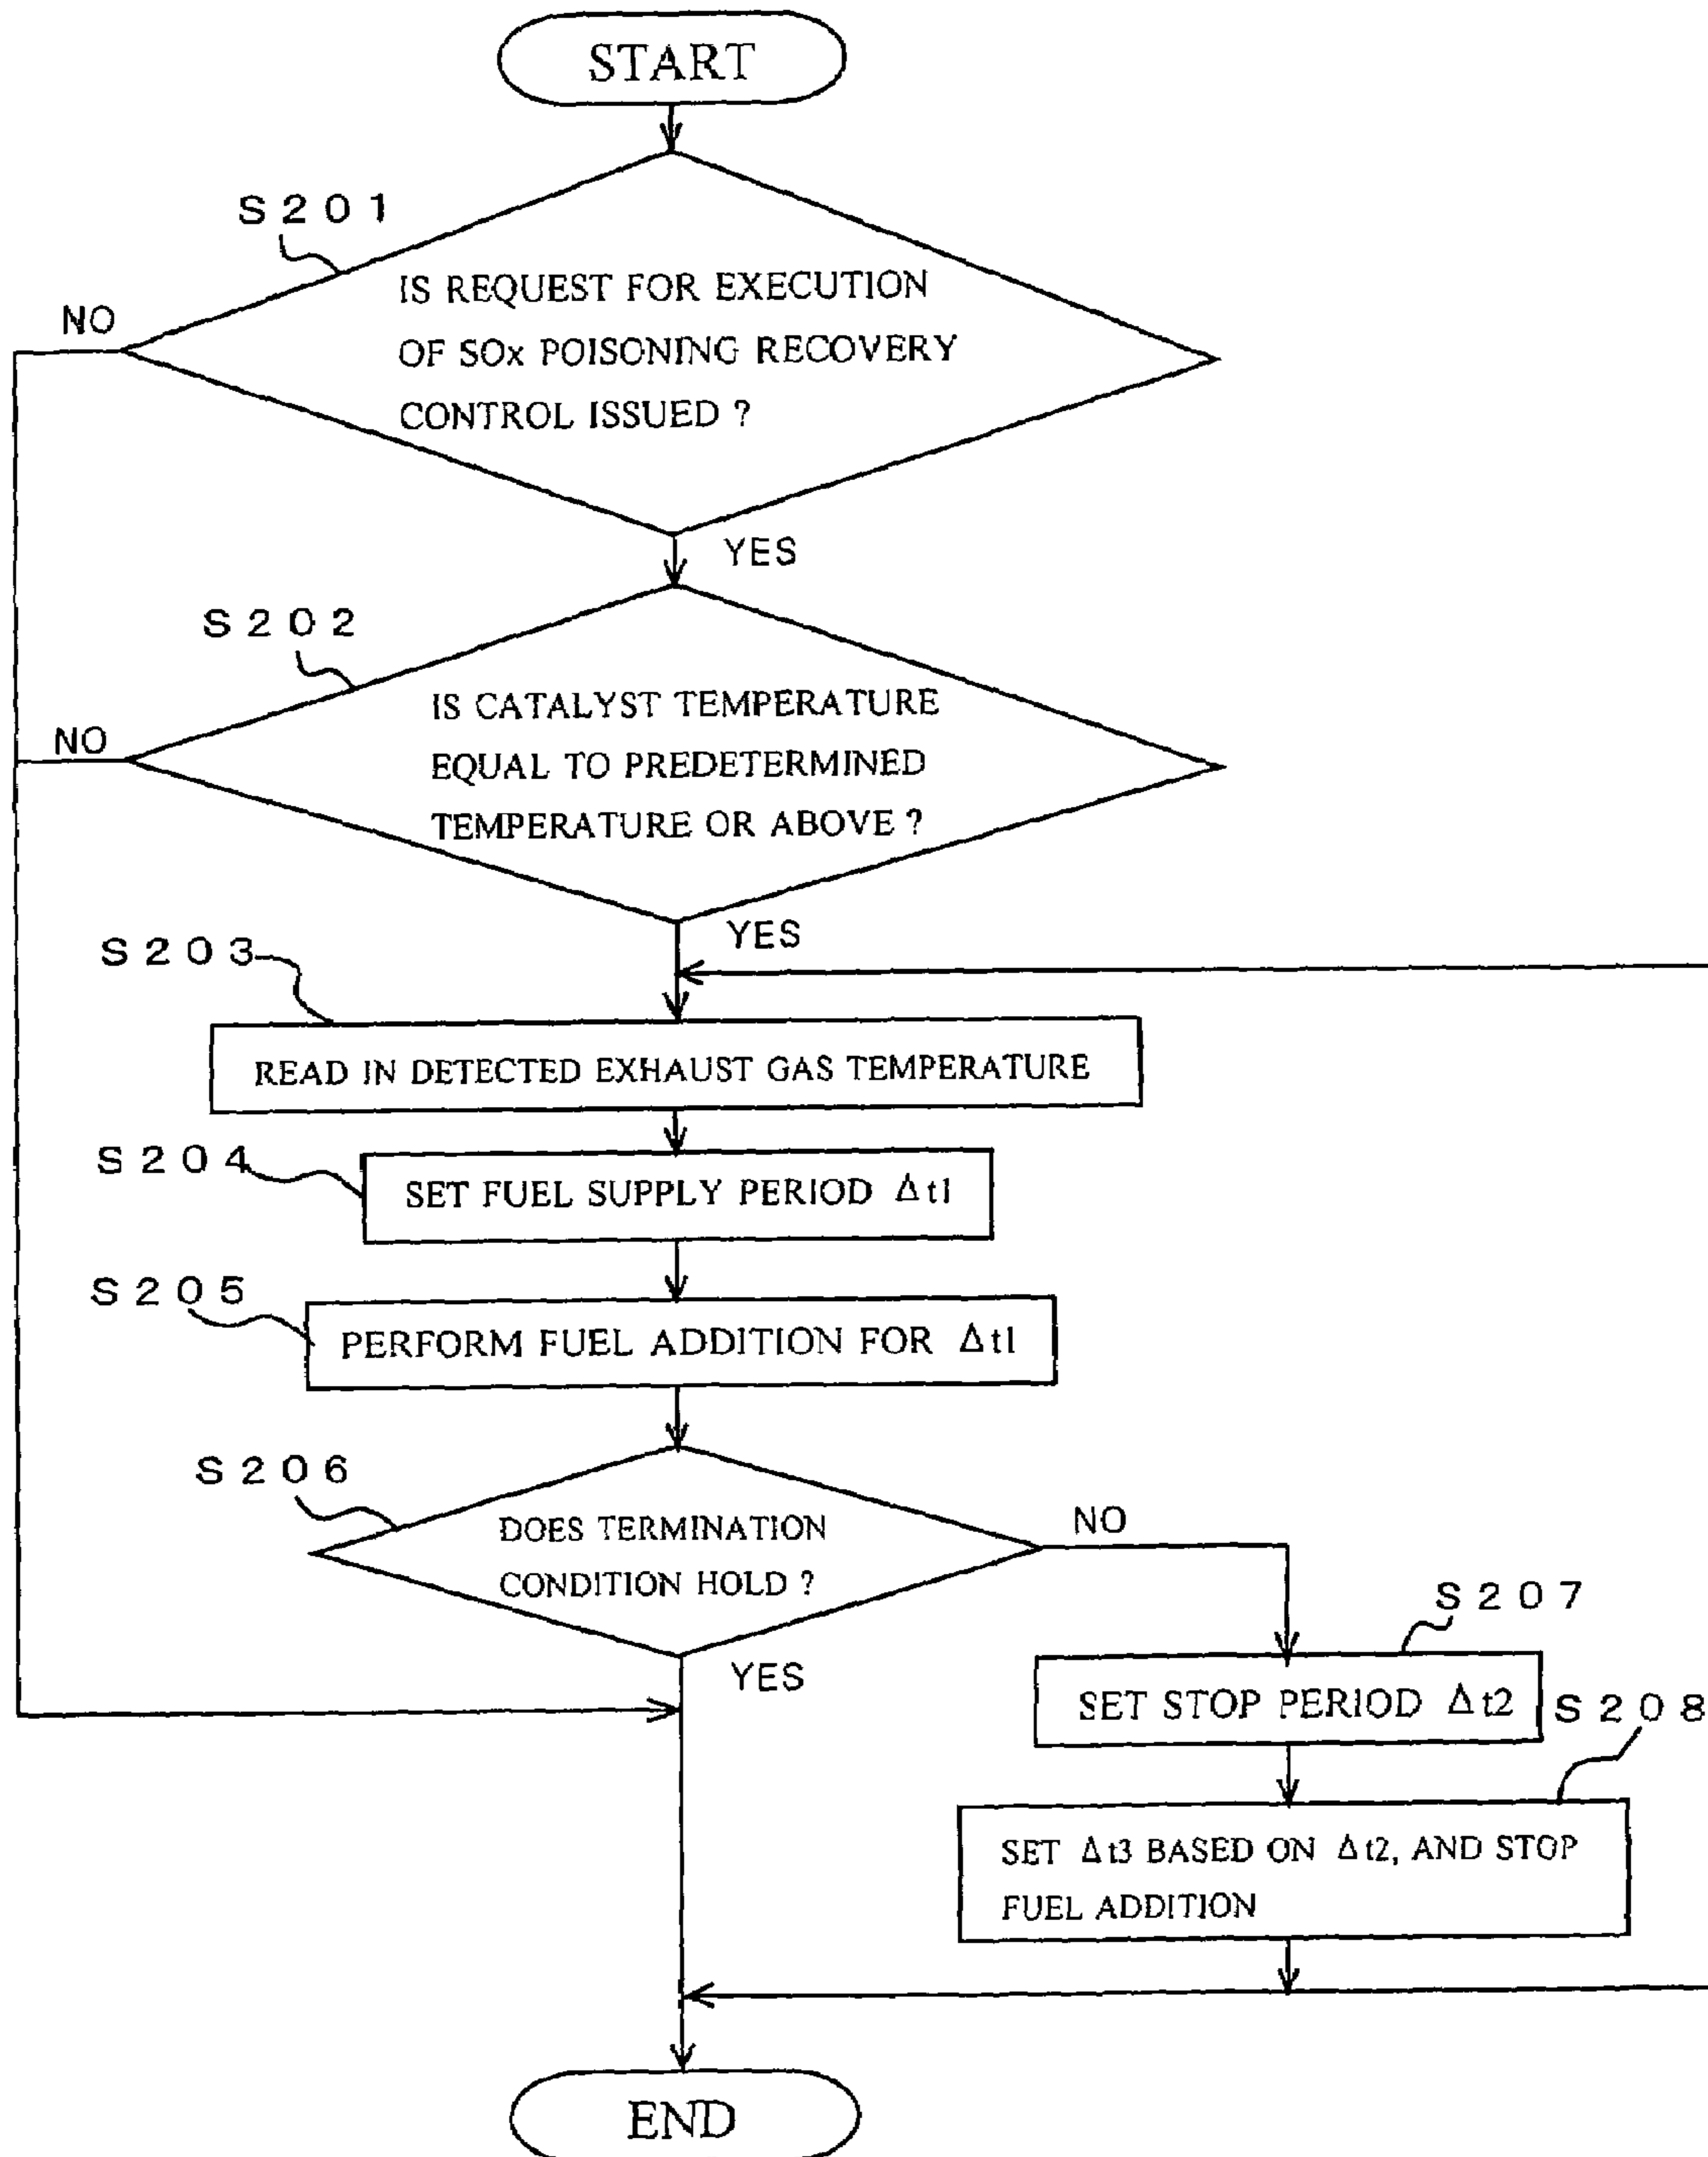 START
S201
IS REQUEST FOR EXECUTION
OF SOx POISONING RECOVERY
CONTROL ISSUED ?
NO
YES
S202
IS CATALYST TEMPERATURE
EQUAL TO PREDETERMINED
TEMPERATURE OR ABOVE ?
NO
YES
S203
READ IN DETECTED EXHAUST GAS TEMPERATURE
S204
SET FUEL SUPPLY PERIOD Δt1
S205
PERFORM FUEL ADDITION FOR Δt1
S206
DOES TERMINATION
CONDITION HOLD ?
NO
YES
S207
SET STOP PERIOD Δt2
S208
SET Δt3 BASED ON Δt2, AND STOP
FUEL ADDITION
END